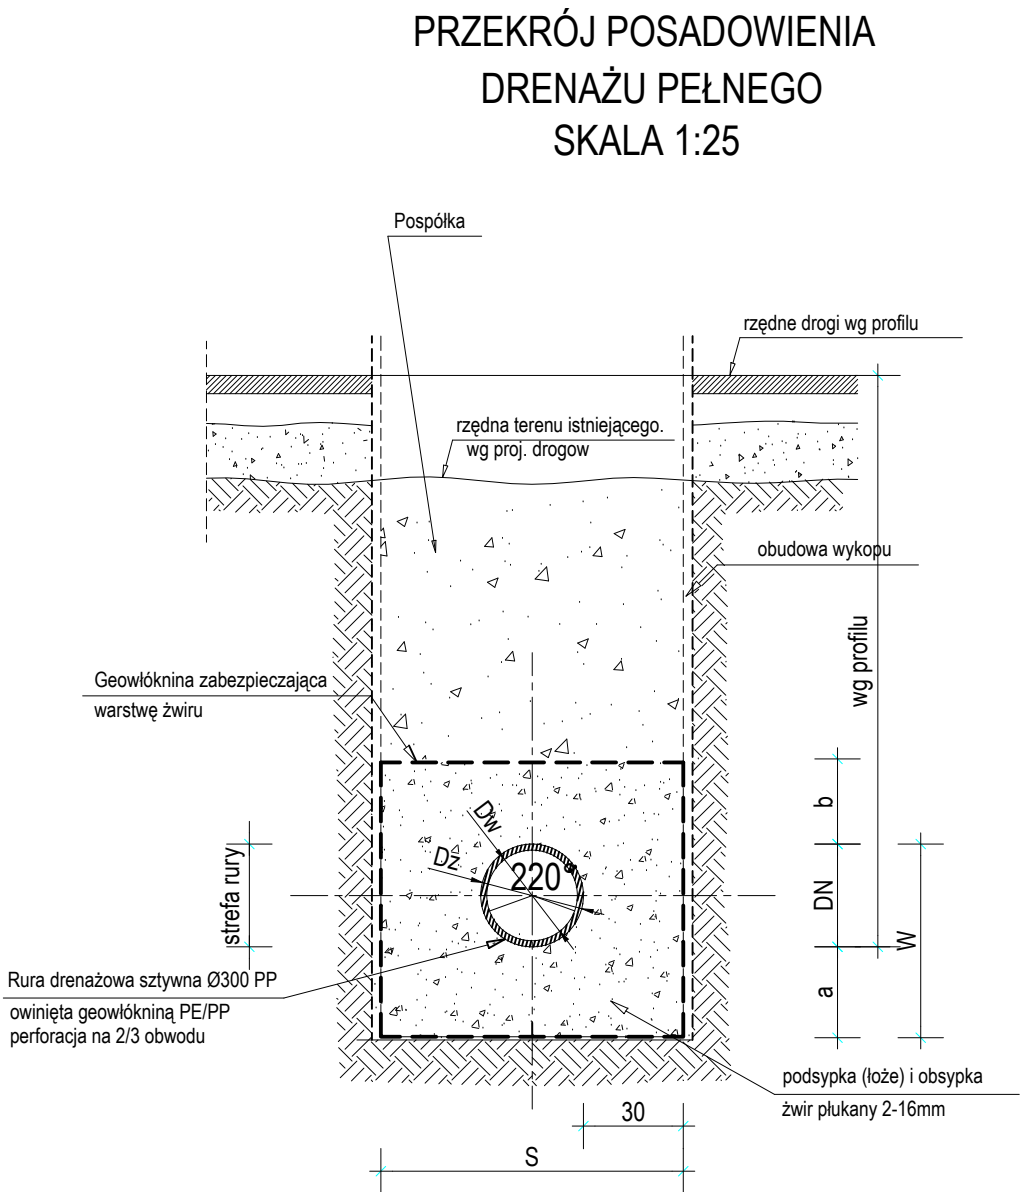 PRZEKRÓJ POSADOWIENIA
DRENAŻU PEŁNEGO
SKALA 1:25
Pospółka
rzędne drogi wg profilu
rzędna terenu istniejącego.
wg proj. drogow
obudowa wykopu
wg profilu
Geowłóknina zabezpieczająca
warstwę żwiru
b
Dw
Dz
220°
strefa rury
DN
W
a
Rura drenażowa sztywna Ø300 PP
owinięta geowłókniną PE/PP
perforacja na 2/3 obwodu
podsypka (łoże) i obsypka
żwir płukany 2-16mm
30
S